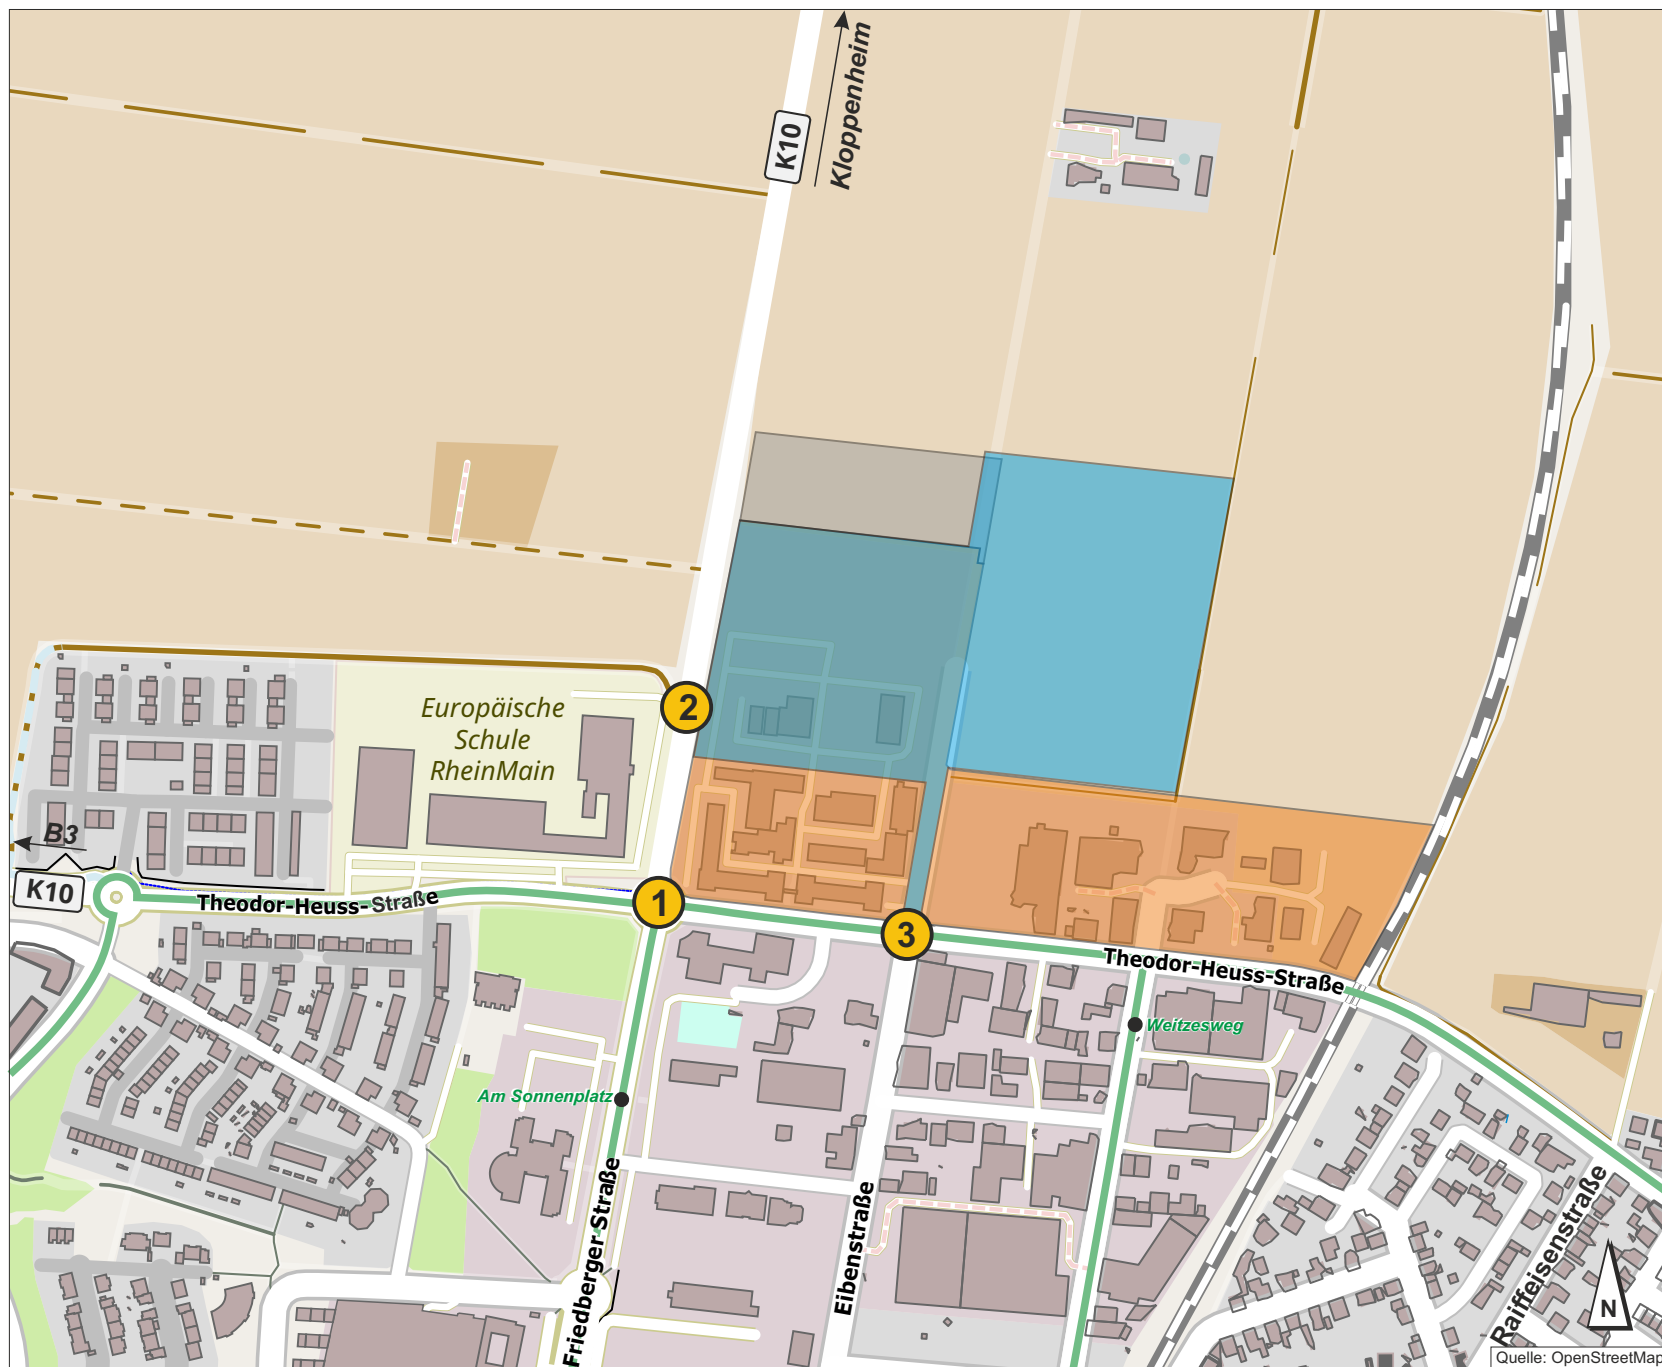 Kloppenheim
K10
2
Europäische
Schule
RheinMain
B3
K10
Theodor-Heuss-Straße
1
3
Theodor-Heuss-Straße
Weitzesweg
Am Sonnenplatz
Friedberger Straße
Eibenstraße
Raiffeisenstraße
N
Quelle: OpenStreetMap